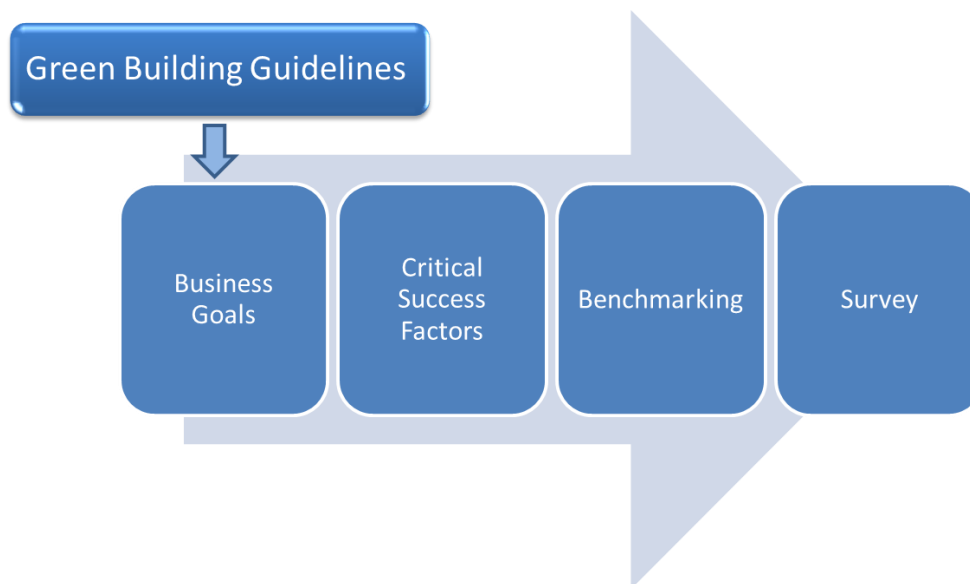 Green Building Guidelines
Business
Goals
Critical
Success
Factors
Benchmarking
Survey